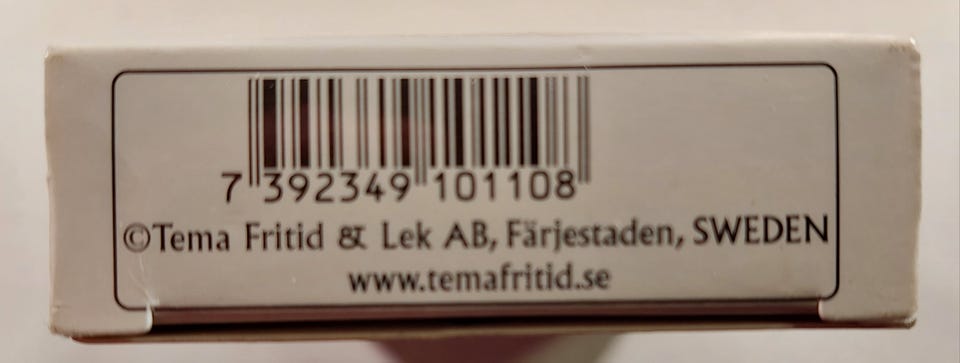 7 392349 101108
©Tema Fritid & Lek AB, Färjestaden, SWEDEN
www.temafritid.se